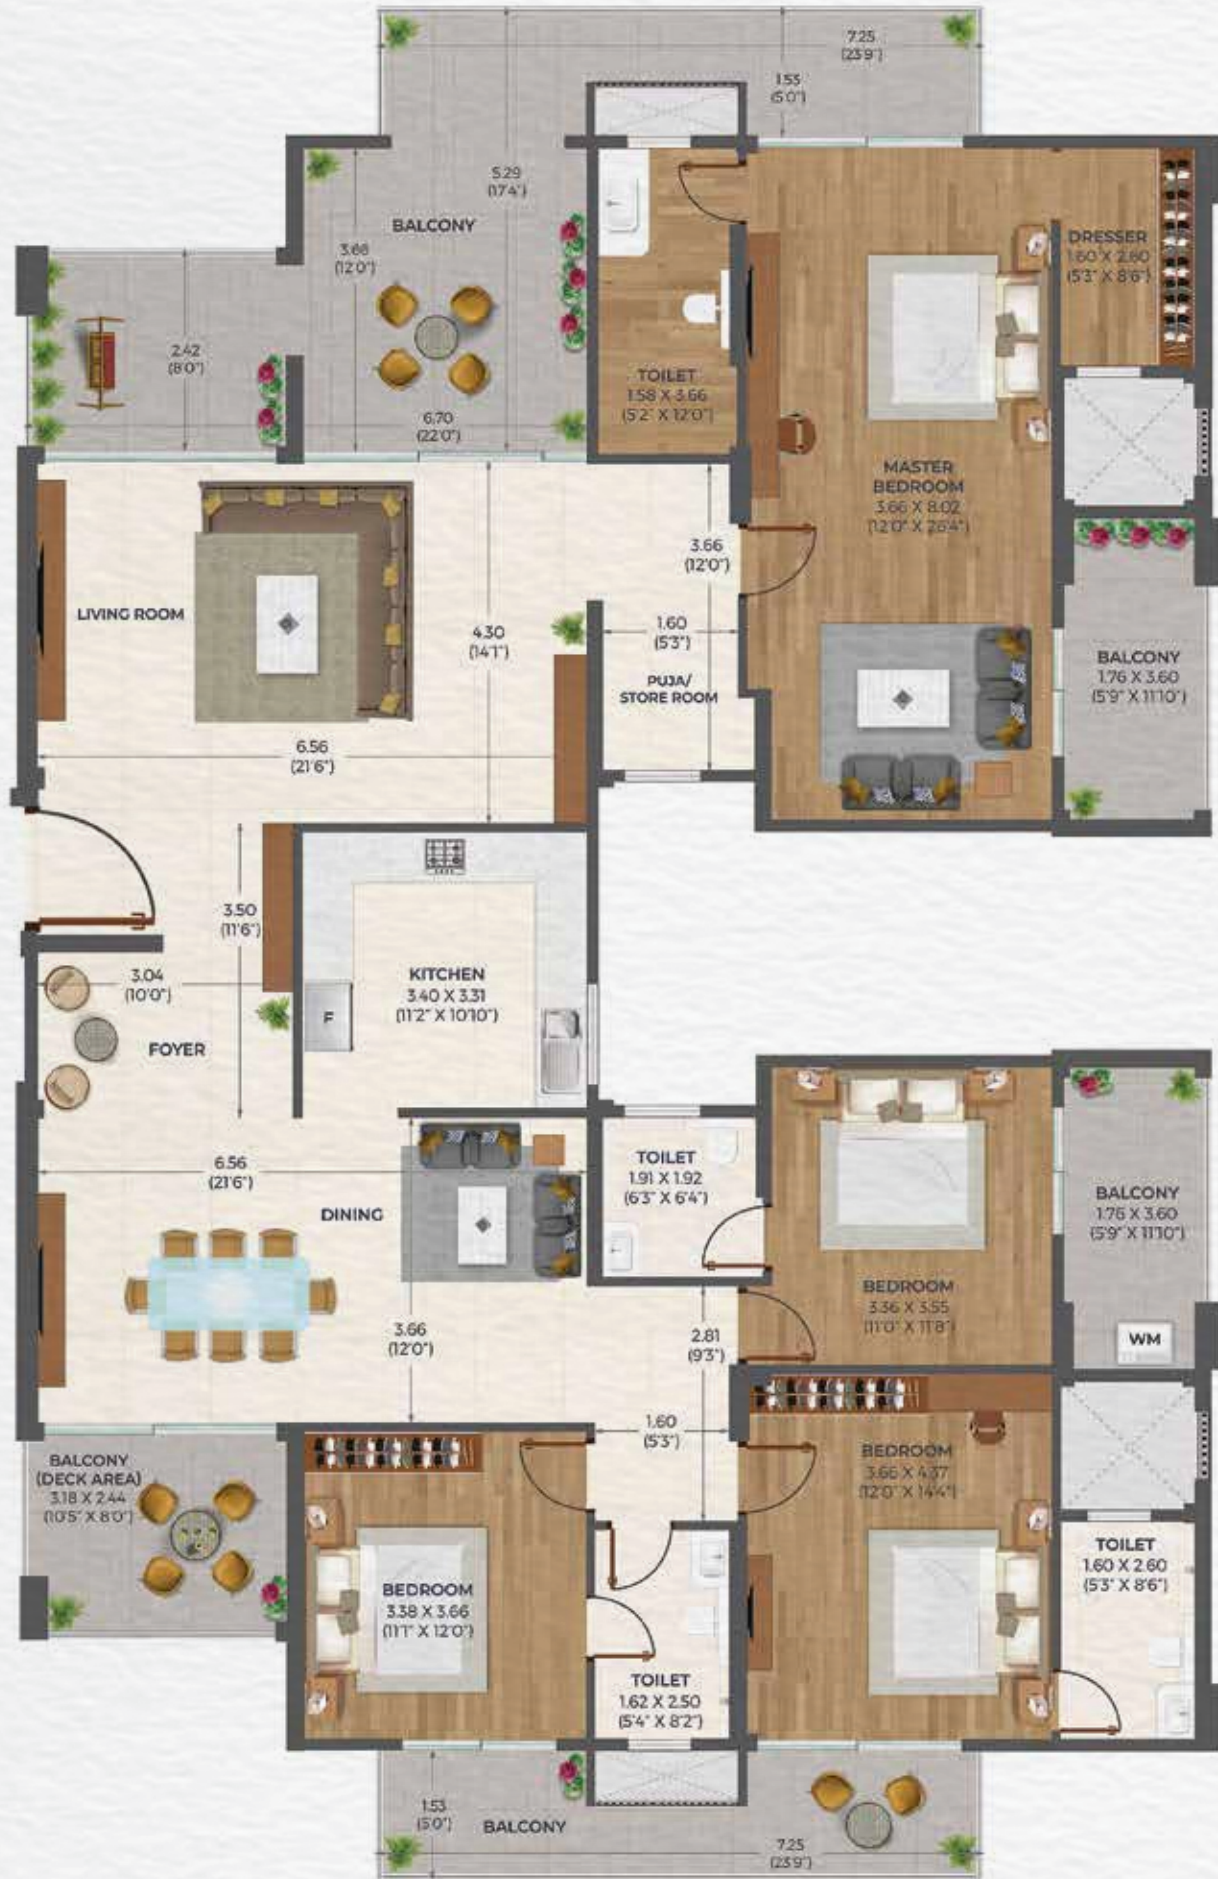 7.25
(23'9")
1.53
(5'0")
5.29
(17'4")
BALCONY
3.66
(12'0")
2.42
(8'0")
6.70
(22'0")
TOILET
1.58 X 3.66
(5'2" X 12'0")
DRESSER
1.60 X 2.60
(5'3" X 8'6")
MASTER
BEDROOM
3.66 X 8.02
(12'0" X 26'4")
LIVING ROOM
4.30
(14'1")
3.66
(12'0")
1.60
(5'3")
PUJA/
STORE ROOM
BALCONY
1.76 X 3.60
(5'9" X 11'10")
6.56
(21'6")
3.50
(11'6")
3.04
(10'0")
FOYER
KITCHEN
3.40 X 3.31
(11'2" X 10'10")
F
6.56
(21'6")
DINING
TOILET
1.91 X 1.92
(6'3" X 6'4")
BEDROOM
3.36 X 3.55
(11'0" X 11'8")
BALCONY
1.76 X 3.60
(5'9" X 11'10")
WM
3.66
(12'0")
2.81
(9'3")
1.60
(5'3")
BALCONY
(DECK AREA)
3.18 X 2.44
(10'5" X 8'0")
BEDROOM
3.66 X 4.37
(12'0" X 14'4")
BEDROOM
3.38 X 3.66
(11'1" X 12'0")
TOILET
1.62 X 2.50
(5'4" X 8'2")
TOILET
1.60 X 2.60
(5'3" X 8'6")
1.53
(5'0")
BALCONY
7.25
(23'9")